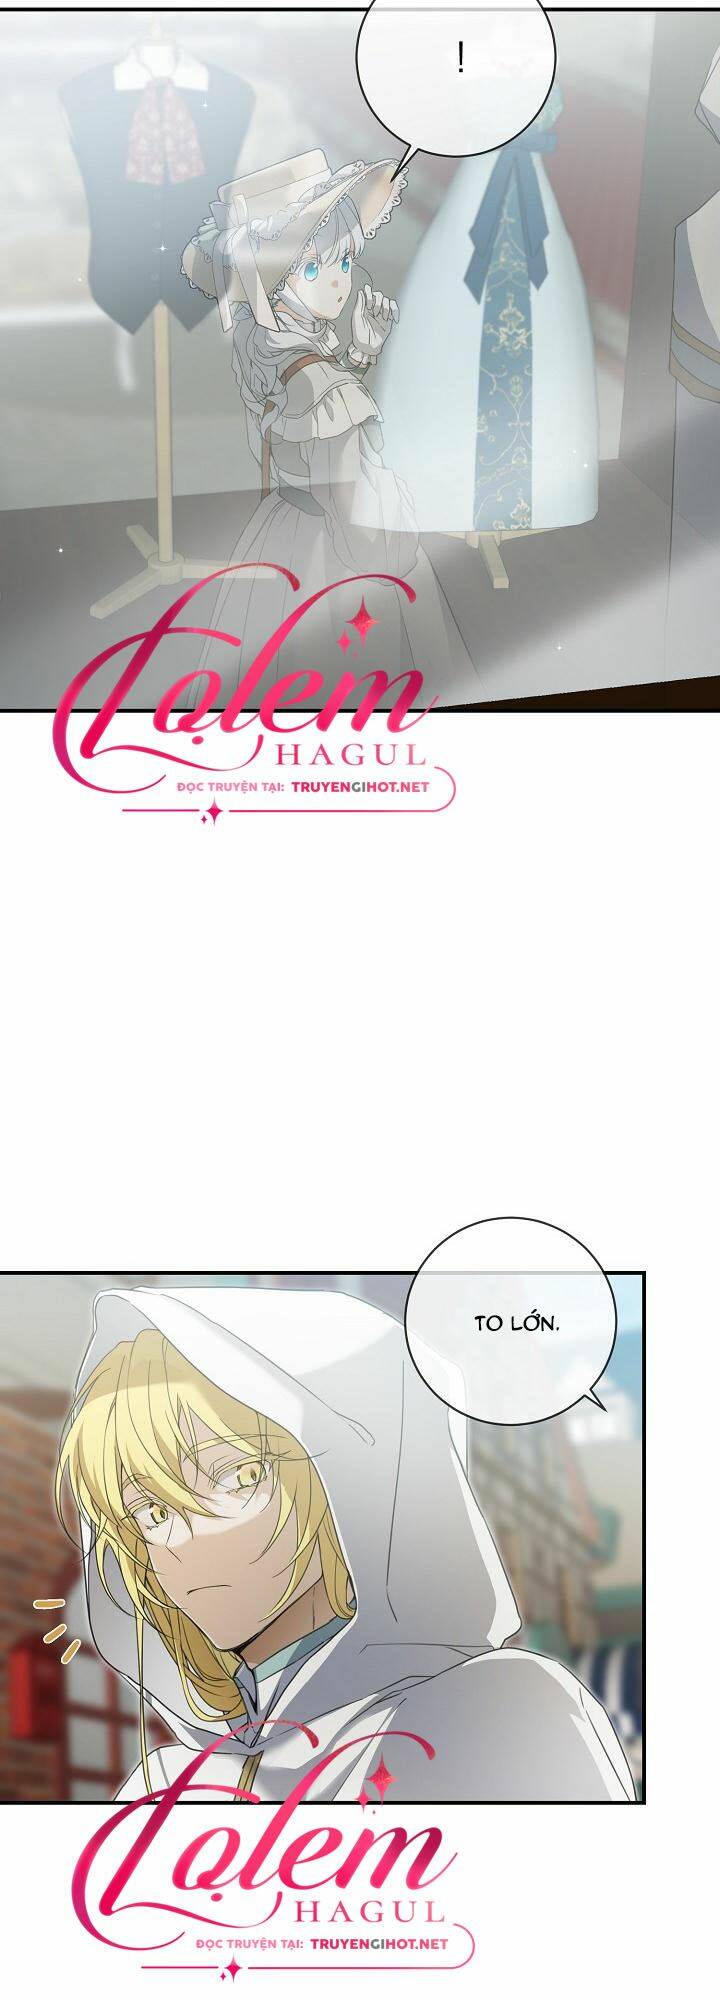 !
Lọlem
HAGUL
ĐỌC TRUYỆN TẠI: TRUYENGIHOT.NET
TO LỚN.
Lọlem
HAGUL
ĐỌC TRUYỆN TẠI: TRUYENGIHOT.NET